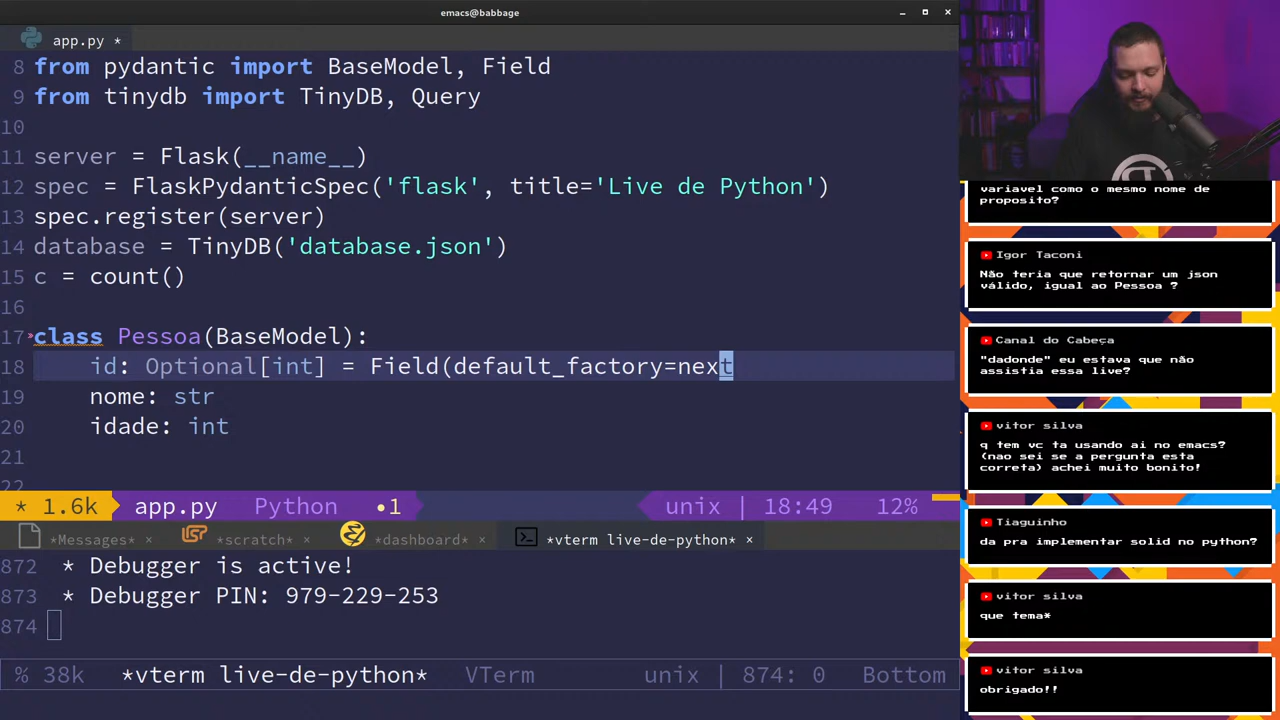 emacs@babbage
app.py *
8 from pydantic import BaseModel, Field
9 from tinydb import TinyDB, Query
10
11 server = Flask(__name__)
12 spec = FlaskPydanticSpec('flask', title='Live de Python')
13 spec.register(server)
14 database = TinyDB('database.json')
15 c = count()
16
17 class Pessoa(BaseModel):
18     id: Optional[int] = Field(default_factory=next
19     nome: str
20     idade: int
21
22
* 1.6k app.py Python •1 unix | 18:49 12%
*Messages* × *scratch* × *dashboard* × *vterm live-de-python* ×
872 * Debugger is active!
873 * Debugger PIN: 979-229-253
874
% 38k *vterm live-de-python* VTerm unix | 874: 0 Bottom
variavel como o mesmo nome de
proposito?
Igor Taconi
Não teria que retornar um json
válido, igual ao Pessoa ?
Canal do Cabeça
"dadonde" eu estava que não
assistia essa live?
vitor silva
q tem vc ta usando ai no emacs?
(nao sei se a pergunta esta
correta) achei muito bonito!
Tiaguinho
da pra implementar solid no python?
vitor silva
que tema*
vitor silva
obrigado!!